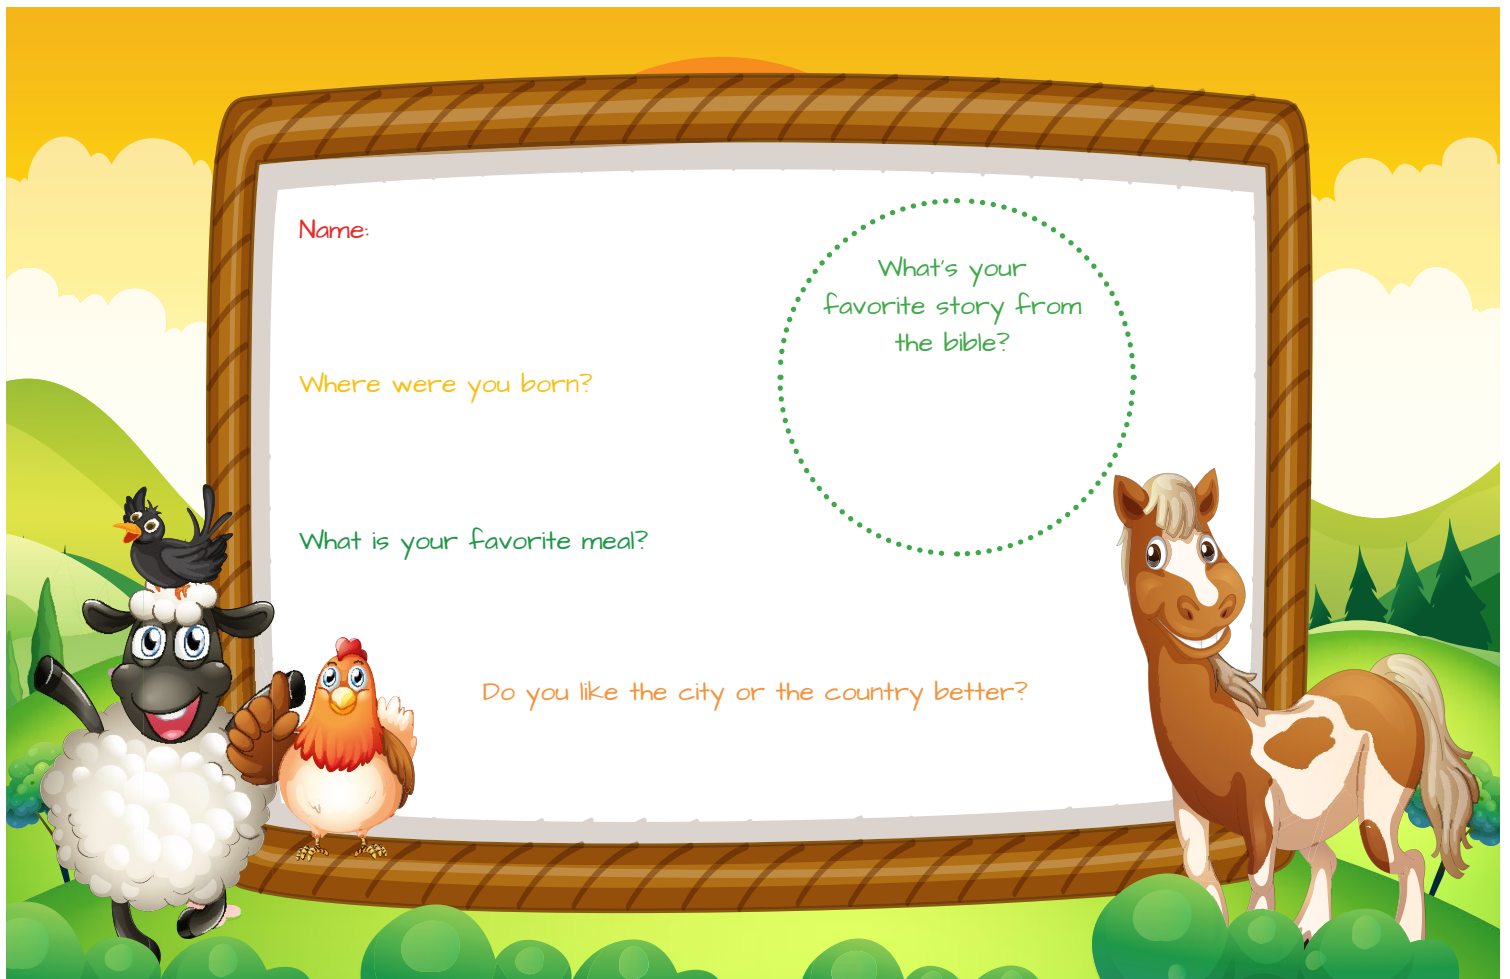 Name:
What's your
favorite story from
the bible?
Where were you born?
What is your favorite meal?
Do you like the city or the country better?